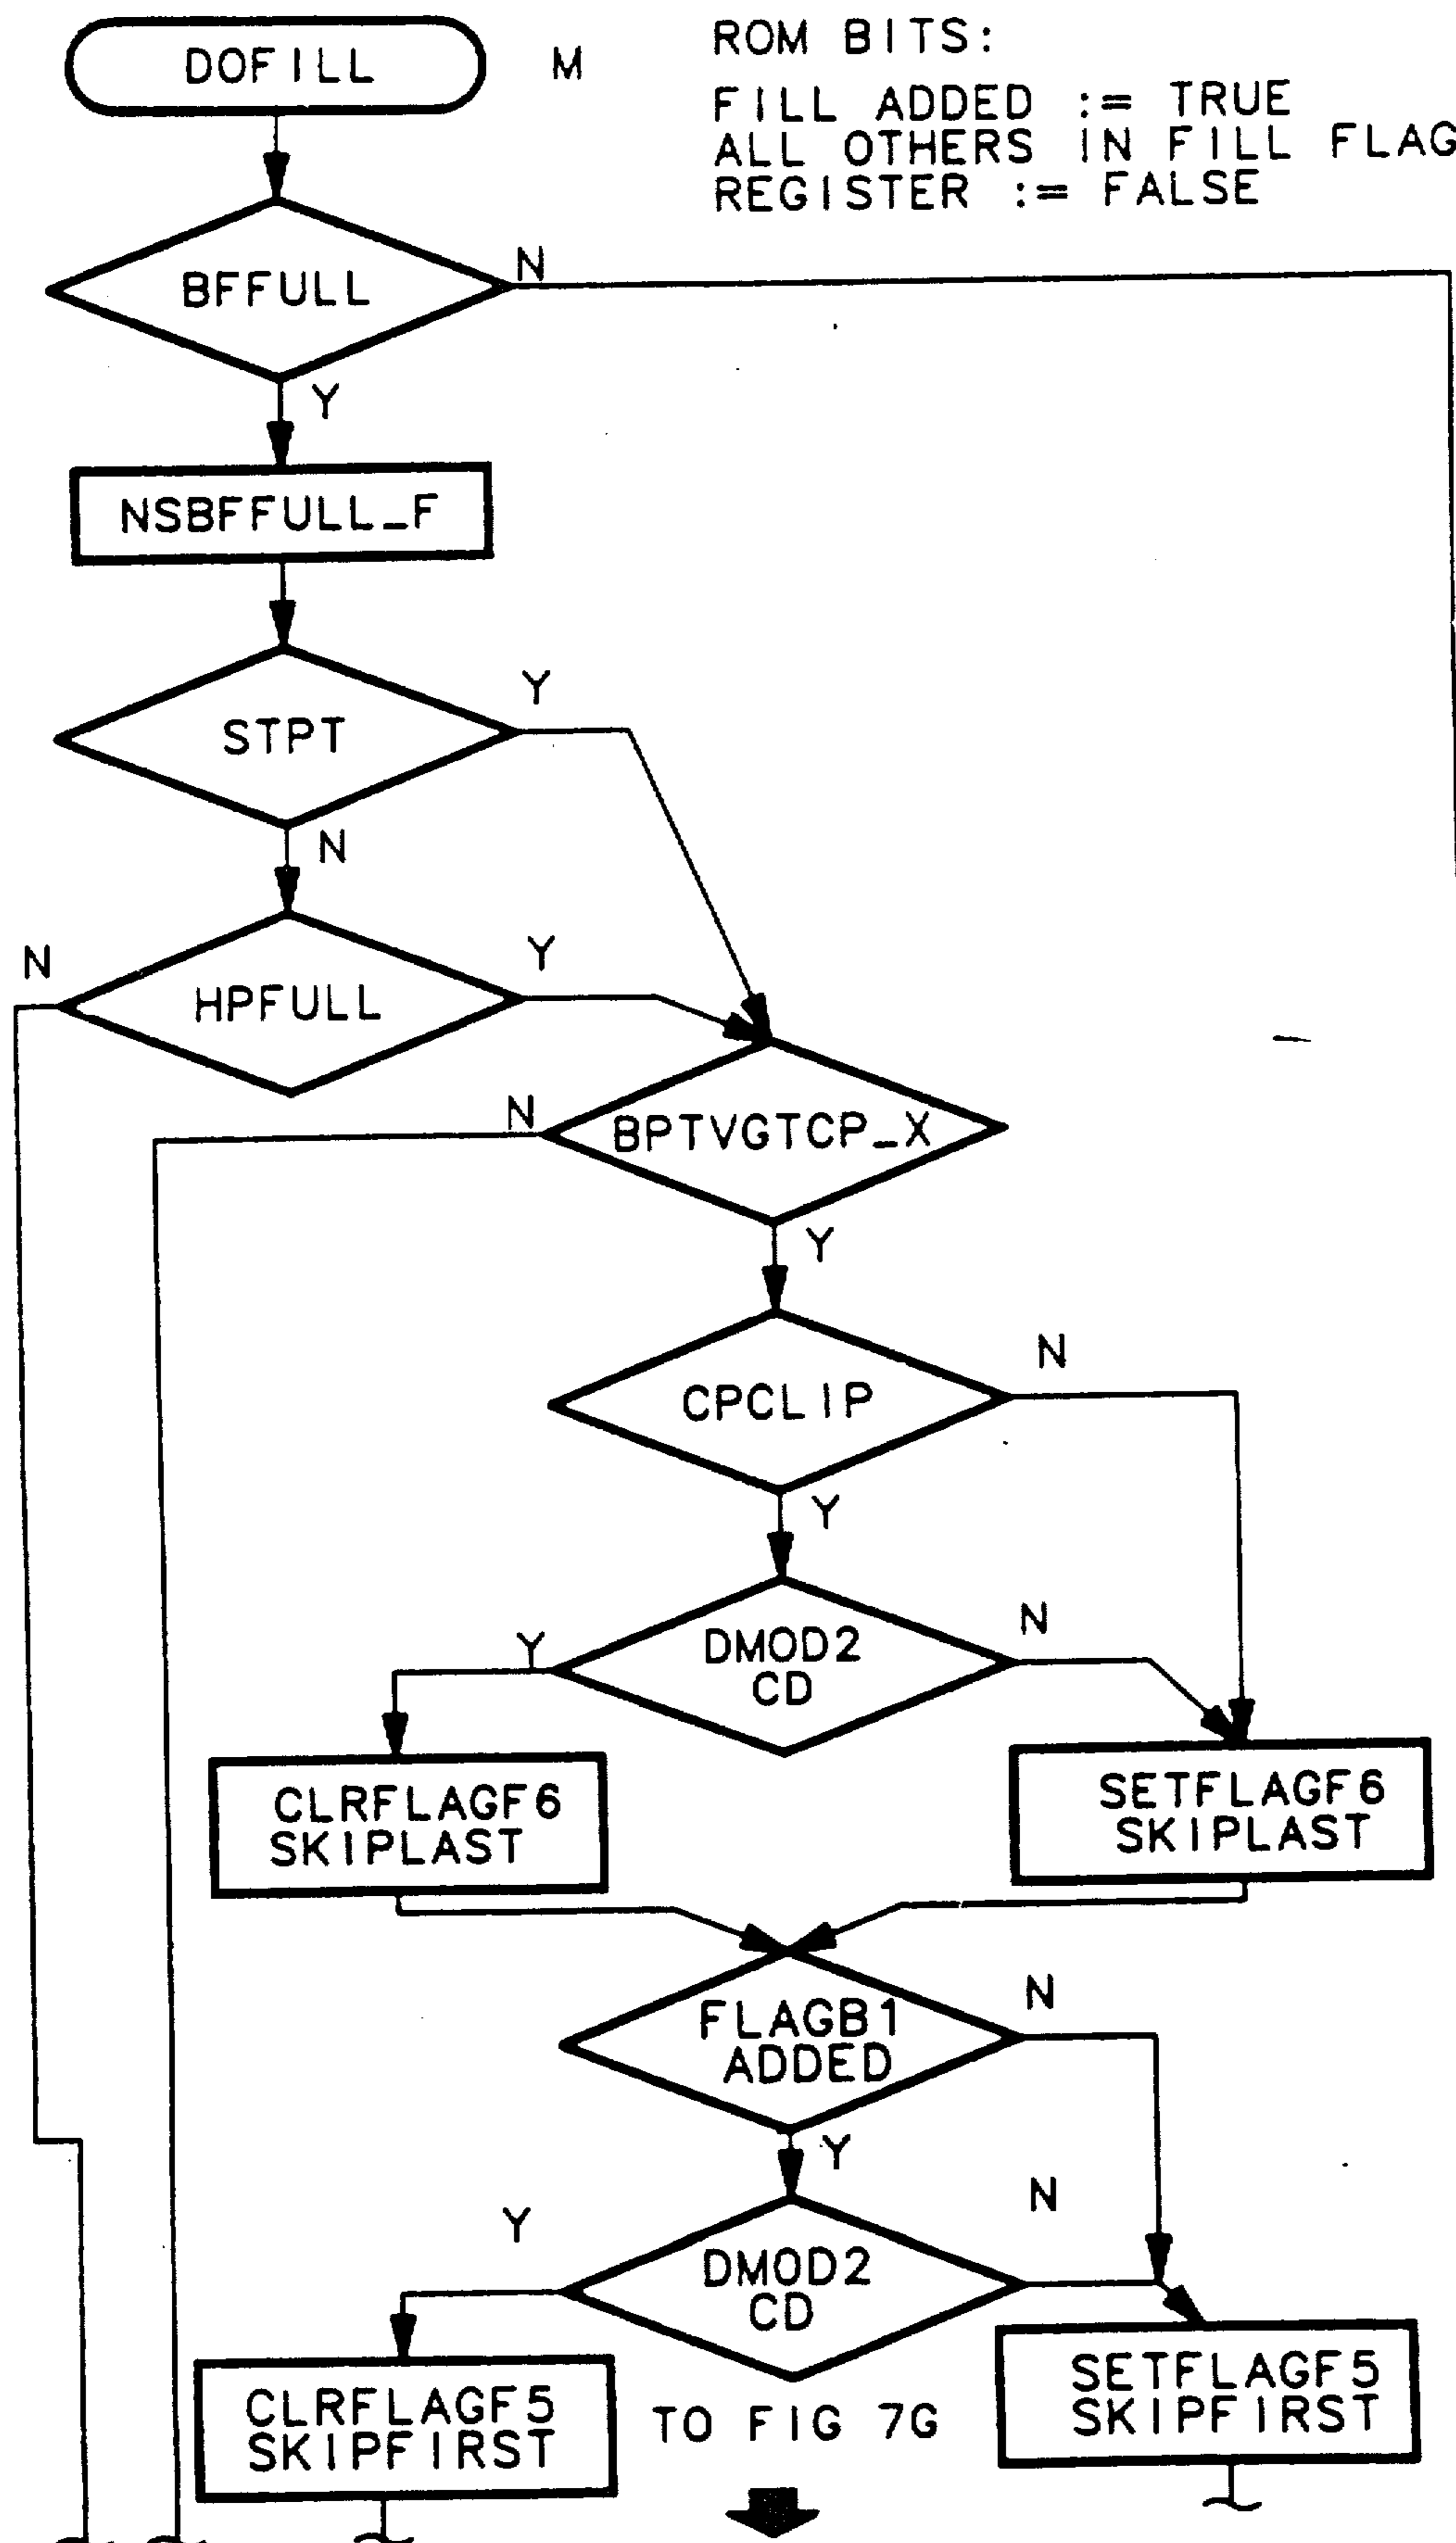 DOFILL
M
ROM BITS:
FILL ADDED := TRUE
ALL OTHERS IN FILL FLAG
REGISTER := FALSE
BFFULL
N
Y
NSBFFULL_F
STPT
Y
N
HPFULL
N
Y
BPTVGTCP_X
N
Y
CPCLIP
N
Y
DMOD2
CD
Y
N
CLRFLAGF6
SKIPLAST
SETFLAGF6
SKIPLAST
FLAGB1
ADDED
N
Y
DMOD2
CD
Y
N
CLRFLAGF5
SKIPFIRST
SETFLAGF5
SKIPFIRST
TO FIG 7G